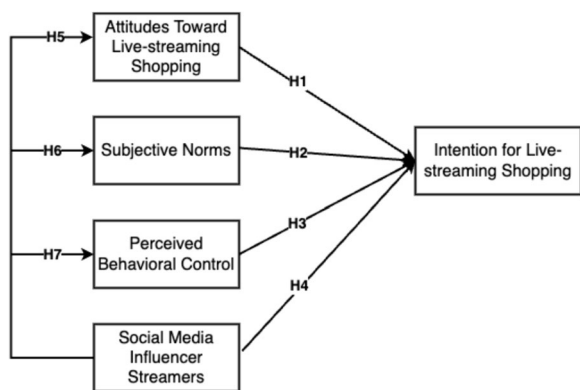 Attitudes Toward
Live-streaming
Shopping
H5
H1
Subjective Norms
H6
H2
Intention for Live-
streaming Shopping
Perceived
Behavioral Control
H7
H3
H4
Social Media
Influencer
Streamers